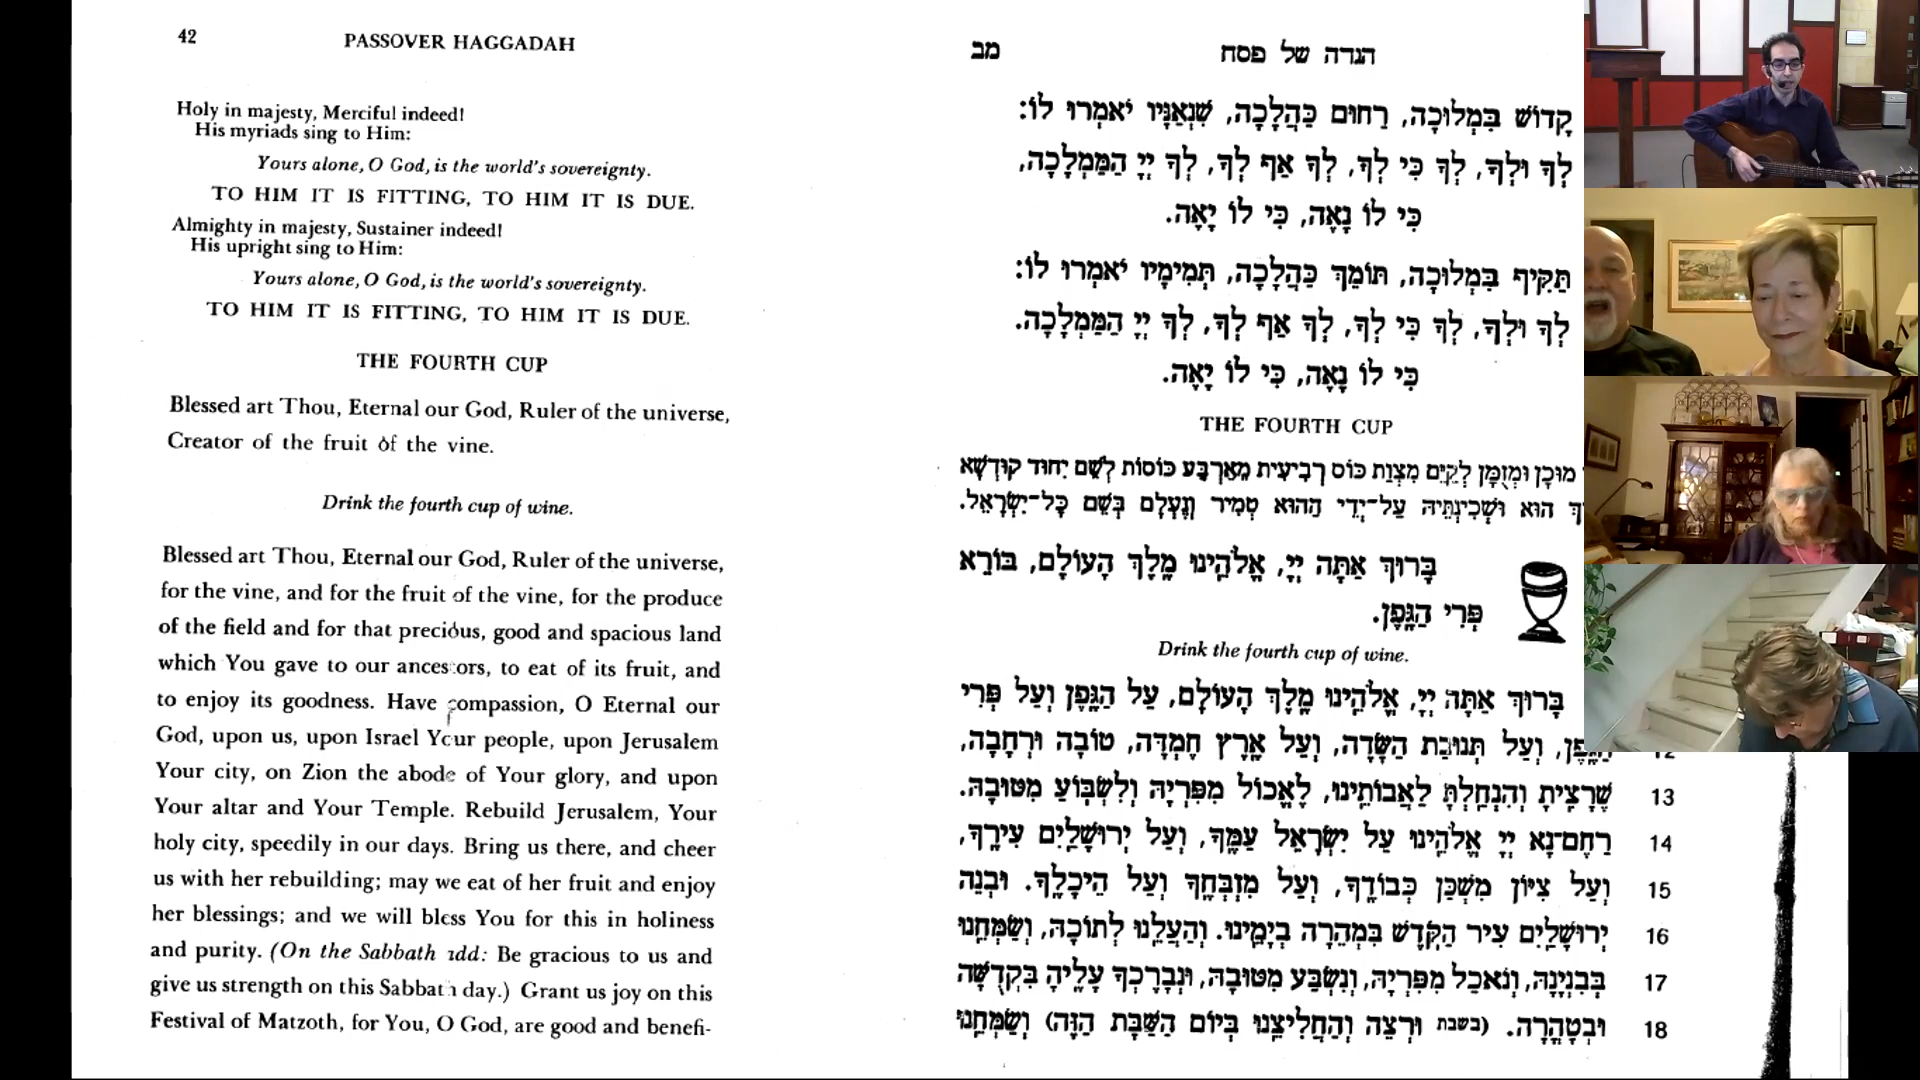 42 PASSOVER HAGGADAH
Holy in majesty, Merciful indeed!
His myriads sing to Him:
Yours alone, O God, is the world's sovereignty.
TO HIM IT IS FITTING, TO HIM IT IS DUE.
Almighty in majesty, Sustainer indeed!
His upright sing to Him:
Yours alone, O God, is the world's sovereignty.
TO HIM IT IS FITTING, TO HIM IT IS DUE.
THE FOURTH CUP
Blessed art Thou, Eternal our God, Ruler of the universe,
Creator of the fruit of the vine.
Drink the fourth cup of wine.
Blessed art Thou, Eternal our God, Ruler of the universe,
for the vine, and for the fruit of the vine, for the produce
of the field and for that precious, good and spacious land
which You gave to our ancestors, to eat of its fruit, and
to enjoy its goodness. Have compassion, O Eternal our
God, upon us, upon Israel Your people, upon Jerusalem
Your city, on Zion the abode of Your glory, and upon
Your altar and Your Temple. Rebuild Jerusalem, Your
holy city, speedily in our days. Bring us there, and cheer
us with her rebuilding; may we eat of her fruit and enjoy
her blessings; and we will bless You for this in holiness
and purity. (On the Sabbath add: Be gracious to us and
give us strength on this Sabbath day.) Grant us joy on this
Festival of Matzoth, for You, O God, are good and benefi-
הגדה של פסח מב
קָדוֹשׁ בִּמְלוּכָה, רַחוּם כַּהֲלָכָה, שִׁנְאַנָּיו יֹאמְרוּ לוֹ:
לְךָ וּלְךָ, לְךָ כִּי לְךָ, לְךָ אַף לְךָ, לְךָ יְיָ הַמַּמְלָכָה,
כִּי לוֹ נָאֶה, כִּי לוֹ יָאֶה.
תַּקִּיף בִּמְלוּכָה, תּוֹמֵךְ כַּהֲלָכָה, תְּמִימָיו יֹאמְרוּ לוֹ:
לְךָ וּלְךָ, לְךָ כִּי לְךָ, לְךָ אַף לְךָ, לְךָ יְיָ הַמַּמְלָכָה.
כִּי לוֹ נָאֶה, כִּי לוֹ יָאֶה.
THE FOURTH CUP
מוּכָן וּמְזֻמָּן לְקַיֵּם מִצְוַת כּוֹס רְבִיעִית מֵאַרְבַּע כּוֹסוֹת לְשֵׁם יִחוּד קוּדְשָׁא
הוּא וּשְׁכִינְתֵּיהּ עַל־יְדֵי הַהוּא טְמִיר וְנֶעְלָם בְּשֵׁם כָּל־יִשְׂרָאֵל.
בָּרוּךְ אַתָּה יְיָ, אֱלֹהֵינוּ מֶלֶךְ הָעוֹלָם, בּוֹרֵא
פְּרִי הַגָּפֶן.
Drink the fourth cup of wine.
בָּרוּךְ אַתָּה יְיָ, אֱלֹהֵינוּ מֶלֶךְ הָעוֹלָם, עַל הַגֶּפֶן וְעַל פְּרִי
הַגֶּפֶן, וְעַל תְּנוּבַת הַשָּׂדֶה, וְעַל אֶרֶץ חֶמְדָּה, טוֹבָה וּרְחָבָה,
שֶׁרָצִיתָ וְהִנְחַלְתָּ לַאֲבוֹתֵינוּ, לֶאֱכוֹל מִפִּרְיָהּ וְלִשְׂבּוֹעַ מִטּוּבָהּ. 13
רַחֶם־נָא יְיָ אֱלֹהֵינוּ עַל יִשְׂרָאֵל עַמֶּךָ, וְעַל יְרוּשָׁלַיִם עִירֶךָ, 14
וְעַל צִיּוֹן מִשְׁכַּן כְּבוֹדֶךָ, וְעַל מִזְבְּחֶךָ וְעַל הֵיכָלֶךָ. וּבְנֵה 15
יְרוּשָׁלַיִם עִיר הַקֹּדֶשׁ בִּמְהֵרָה בְיָמֵינוּ. וְהַעֲלֵנוּ לְתוֹכָהּ, וְשַׂמְּחֵנוּ 16
בְּבִנְיָנָהּ, וְנֹאכַל מִפִּרְיָהּ, וְנִשְׂבַּע מִטּוּבָהּ, וּנְבָרֶכְךָ עָלֶיהָ בִּקְדֻשָּׁה 17
וּבְטָהֳרָה. (בשבת וּרְצֵה וְהַחֲלִיצֵנוּ בְּיוֹם הַשַּׁבָּת הַזֶּה) וְשַׂמְּחֵנוּ 18